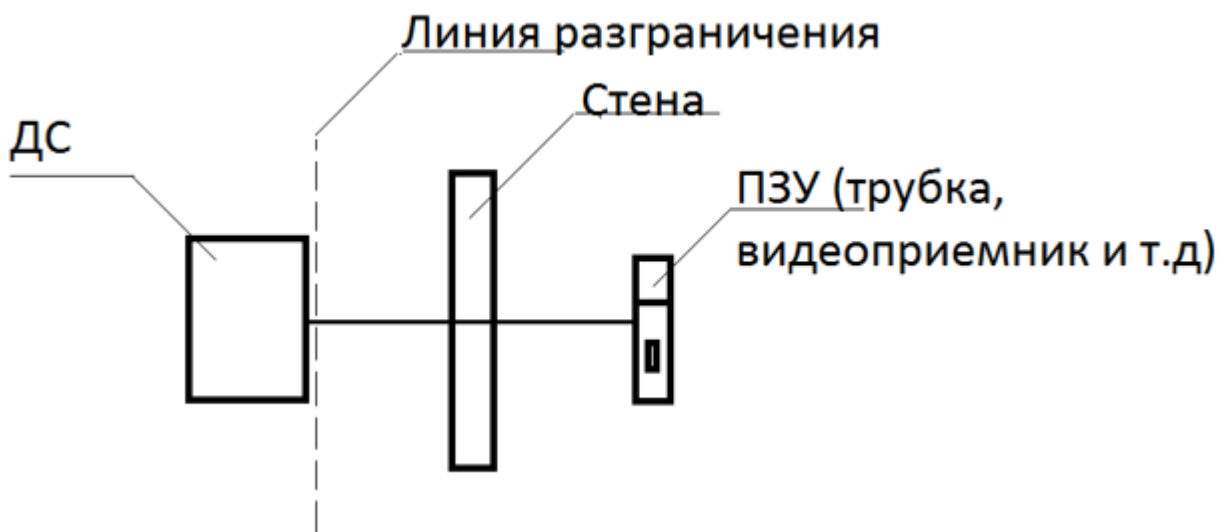 Линия разграничения
Стена
ДС
ПЗУ (трубка,
видеоприемник и т.д)